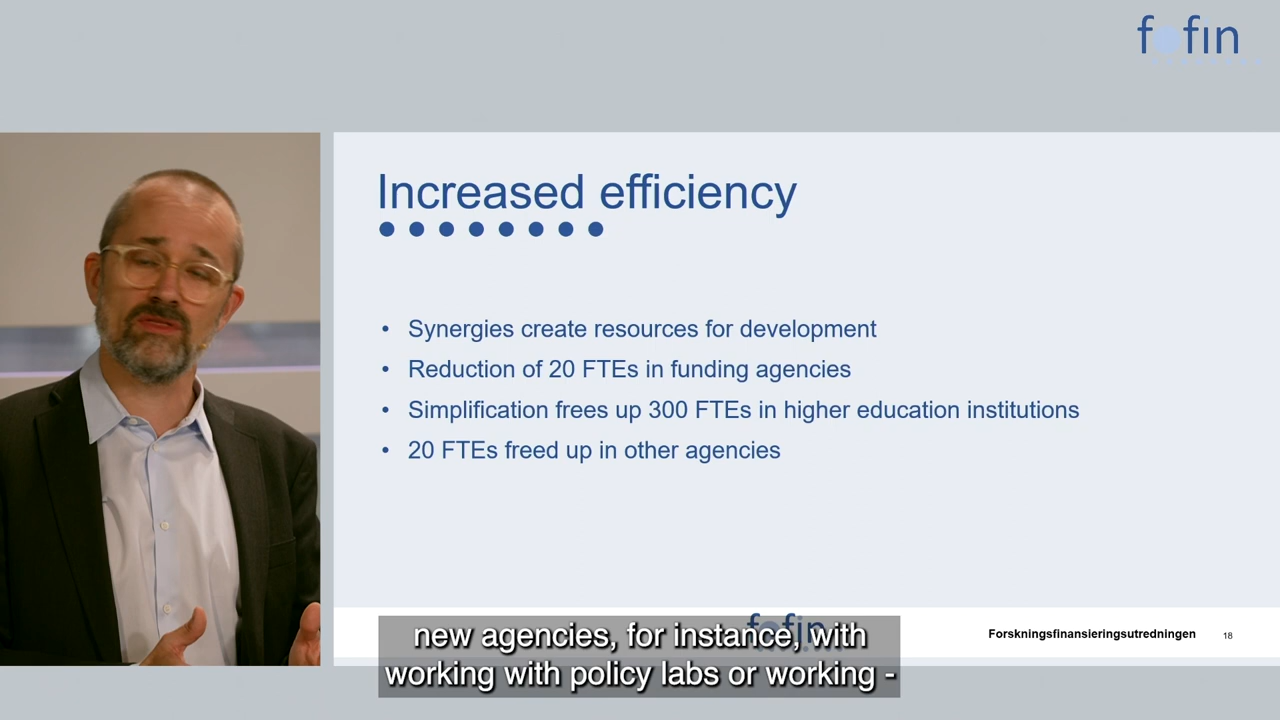 fofin
Increased efficiency
• Synergies create resources for development
• Reduction of 20 FTEs in funding agencies
• Simplification frees up 300 FTEs in higher education institutions
• 20 FTEs freed up in other agencies
fofin
Forskningsfinansieringsutredningen 18
new agencies, for instance, with
working with policy labs or working -